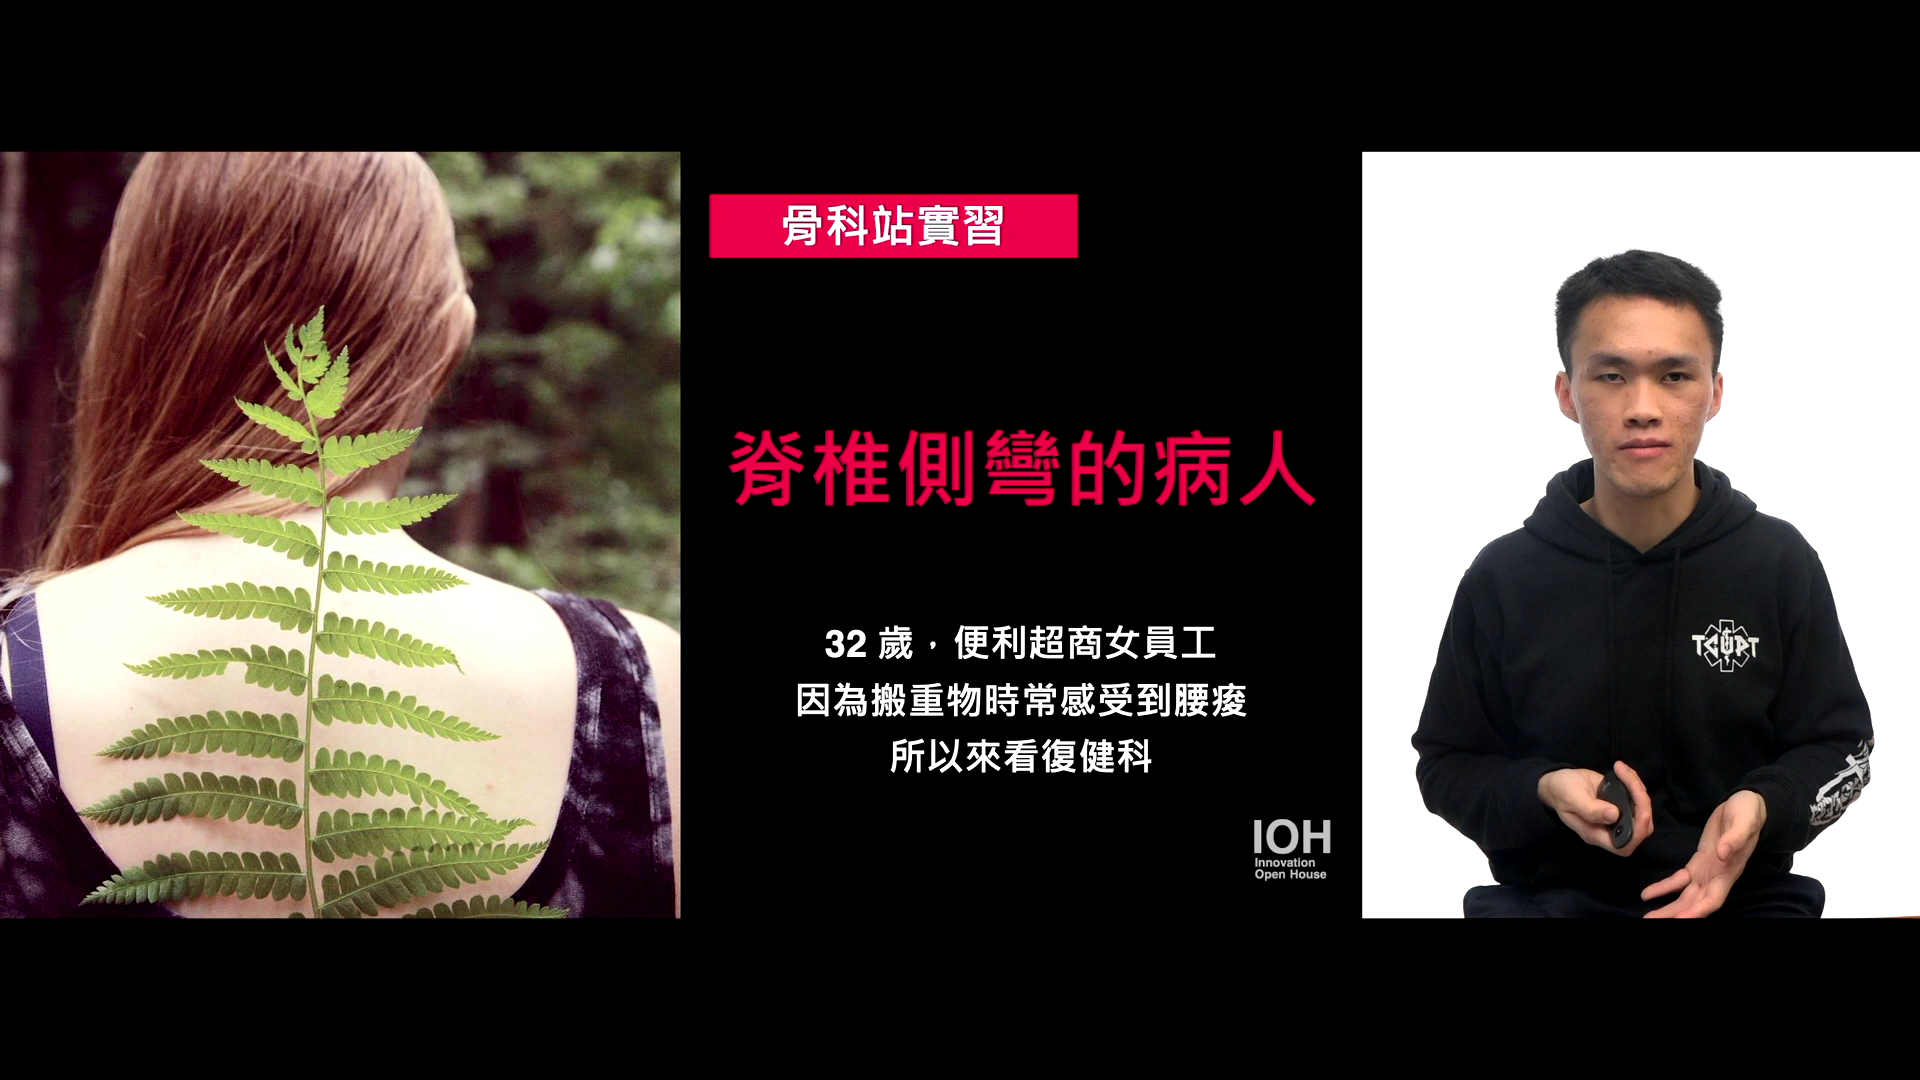 骨科站實習
脊椎側彎的病人
32 歲，便利超商女員工
因為搬重物時常感受到腰痠
所以來看復健科
IOH
Innovation
Open House
TCUPT